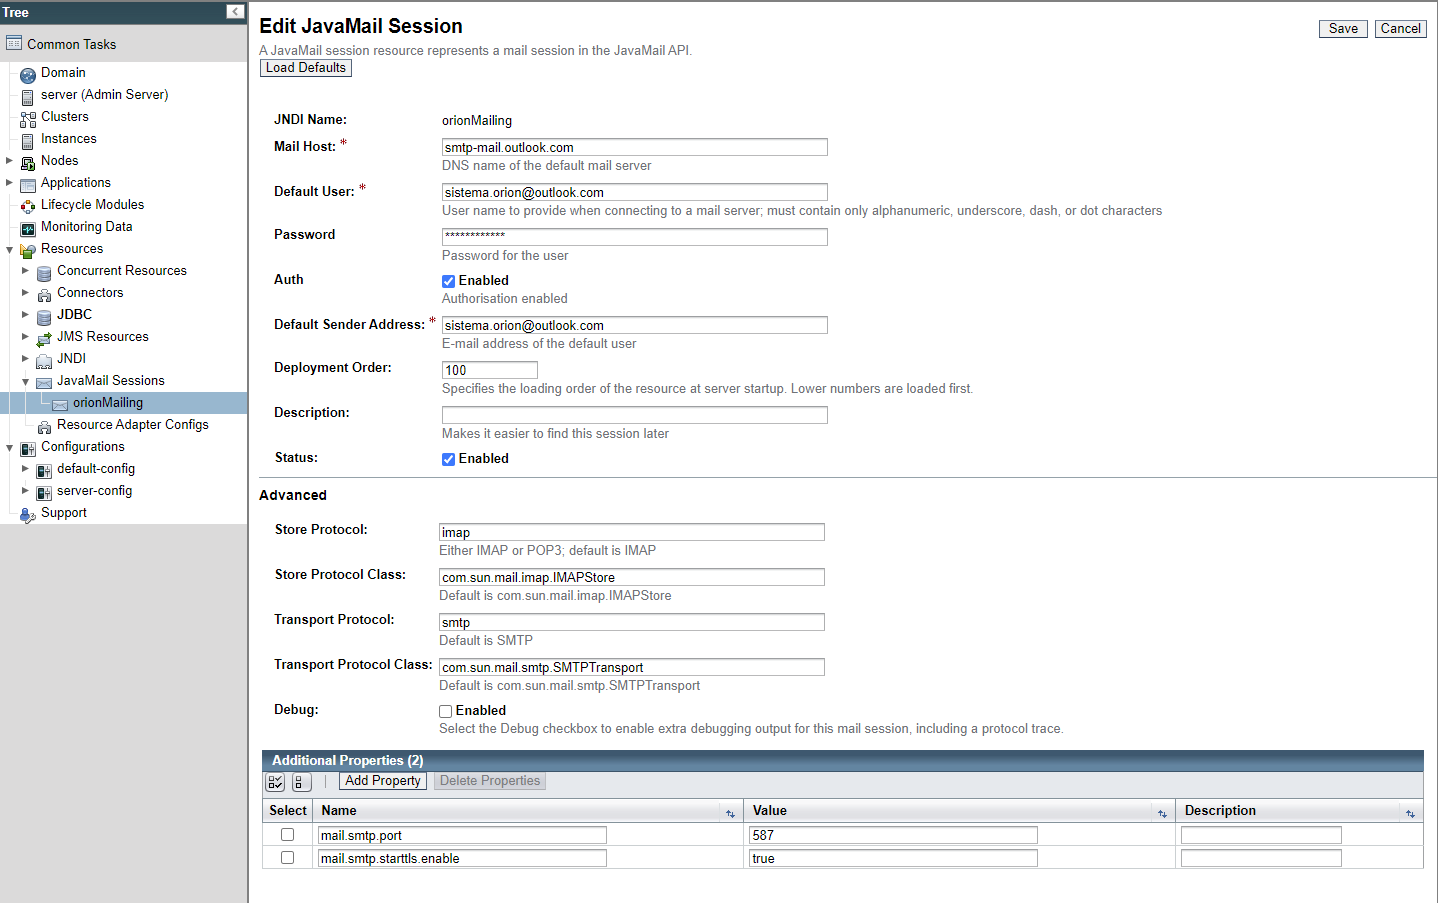 Tree
Common Tasks
Domain
server (Admin Server)
Clusters
Instances
Nodes
Applications
Lifecycle Modules
Monitoring Data
Resources
Concurrent Resources
Connectors
JDBC
JMS Resources
JNDI
JavaMail Sessions
orionMailing
Resource Adapter Configs
Configurations
default-config
server-config
Support
Edit JavaMail Session
Save Cancel
A JavaMail session resource represents a mail session in the JavaMail API.
Load Defaults
JNDI Name: orionMailing
Mail Host: * smtp-mail.outlook.com
DNS name of the default mail server
Default User: * sistema.orion@outlook.com
User name to provide when connecting to a mail server; must contain only alphanumeric, underscore, dash, or dot characters
Password ************
Password for the user
Auth Enabled
Authorisation enabled
Default Sender Address: * sistema.orion@outlook.com
E-mail address of the default user
Deployment Order: 100
Specifies the loading order of the resource at server startup. Lower numbers are loaded first.
Description:
Makes it easier to find this session later
Status: Enabled
Advanced
Store Protocol: imap
Either IMAP or POP3; default is IMAP
Store Protocol Class: com.sun.mail.imap.IMAPStore
Default is com.sun.mail.imap.IMAPStore
Transport Protocol: smtp
Default is SMTP
Transport Protocol Class: com.sun.mail.smtp.SMTPTransport
Default is com.sun.mail.smtp.SMTPTransport
Debug: Enabled
Select the Debug checkbox to enable extra debugging output for this mail session, including a protocol trace.
Additional Properties (2)
Add Property Delete Properties
Select Name Value Description
mail.smtp.port 587
mail.smtp.starttls.enable true